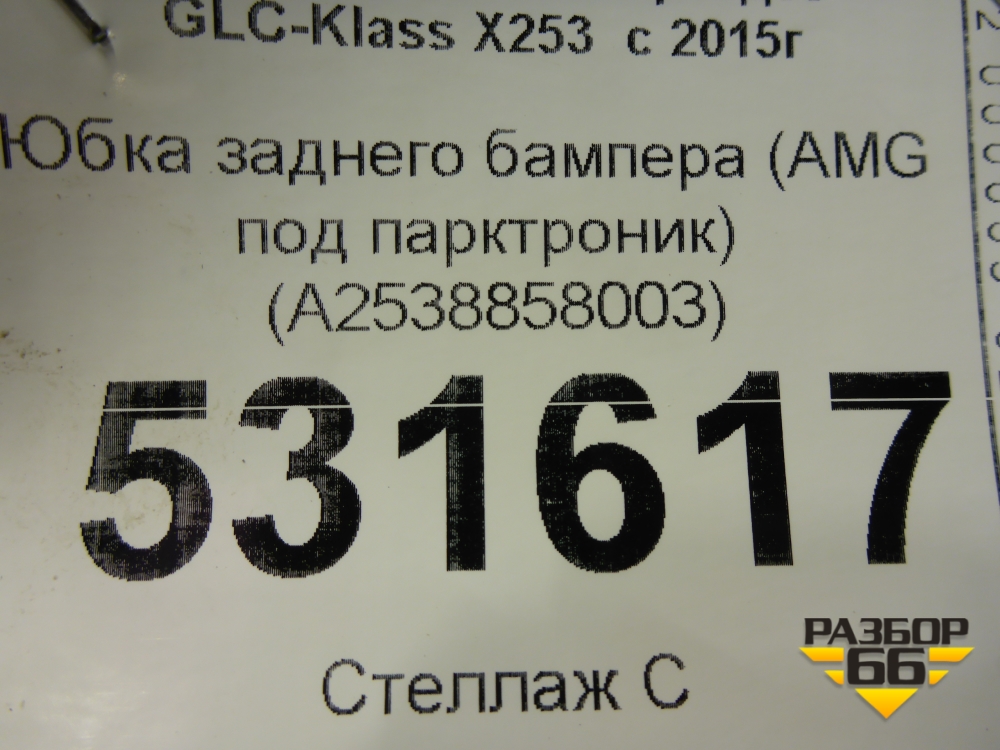 GLC-Klass X253 с 2015г
Юбка заднего бампера (AMG
под парктроник)
(A2538858003)
531617
Стеллаж С
РАЗБОР
66